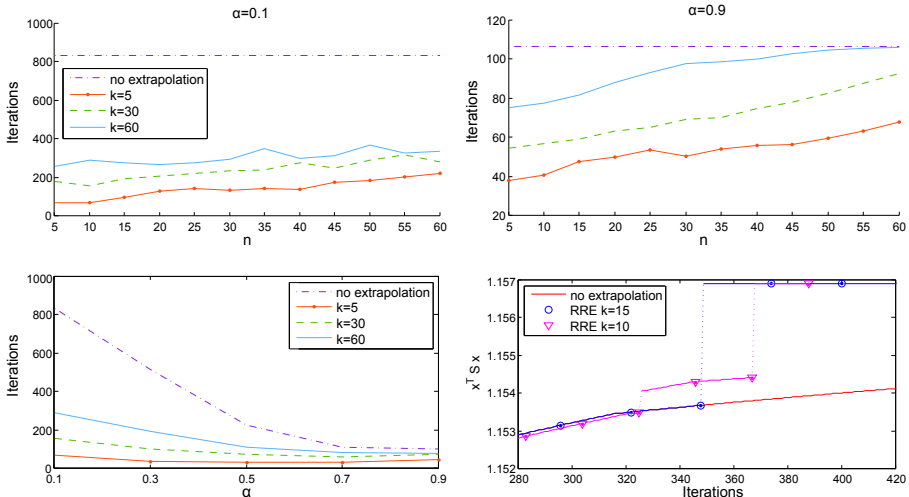 α=0.1
1000
800
600
400
200
0
Iterations
no extrapolation
k=5
k=30
k=60
5 10 15 20 25 30 35 40 45 50 55 60
n
α=0.9
120
100
80
60
40
20
Iterations
5 10 15 20 25 30 35 40 45 50 55 60
n
1000
800
600
400
200
0
Iterations
no extrapolation
k=5
k=30
k=60
0.1 0.3 0.5 0.7 0.9
α
1.157
1.155
1.154
1.153
1.152
x^T S x
no extrapolation
RRE k=15
RRE k=10
280 300 320 340 360 380 400 420
Iterations